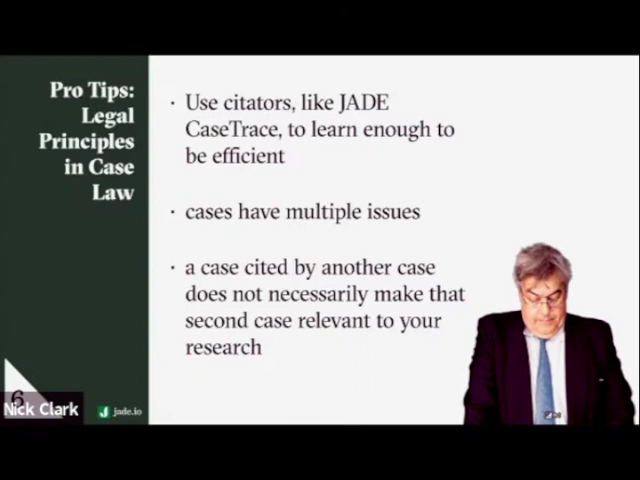 Pro Tips:
Legal
Principles
in Case
Law
· Use citators, like JADE
CaseTrace, to learn enough to
be efficient
· cases have multiple issues
· a case cited by another case
does not necessarily make that
second case relevant to your
research
6
Nick Clark
jade.io